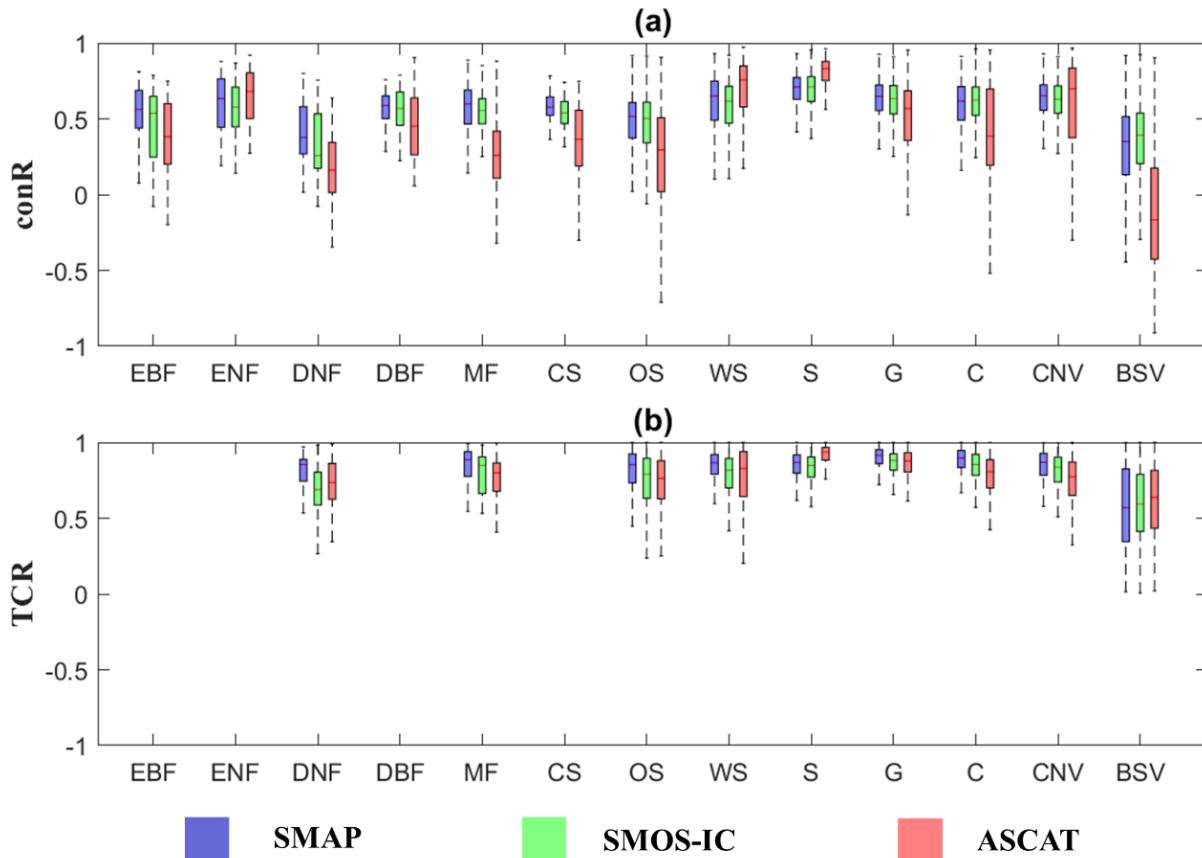 (a)
1
0.5
0
-0.5
-1
conR
EBF ENF DNF DBF MF CS OS WS S G C CNV BSV
(b)
1
0.5
0
-0.5
-1
TCR
EBF ENF DNF DBF MF CS OS WS S G C CNV BSV
SMAP SMOS-IC ASCAT